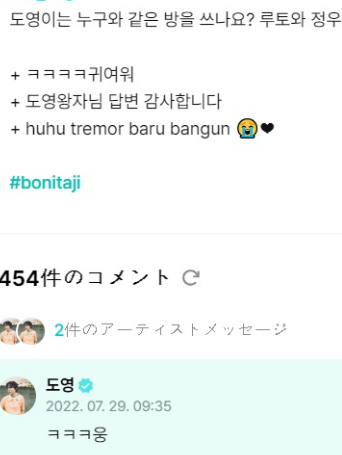 도영이는 누구와 같은 방을 쓰나요? 루토와 정우
+ ㅋㅋㅋㅋ귀여워
+ 도영왕자님 답변 감사합니다
+ huhu tremor baru bangun 😭❤
#bonitaji
454件のコメント
2件のアーティストメッセージ
도영
2022. 07. 29. 09:35
ㅋㅋㅋ웅